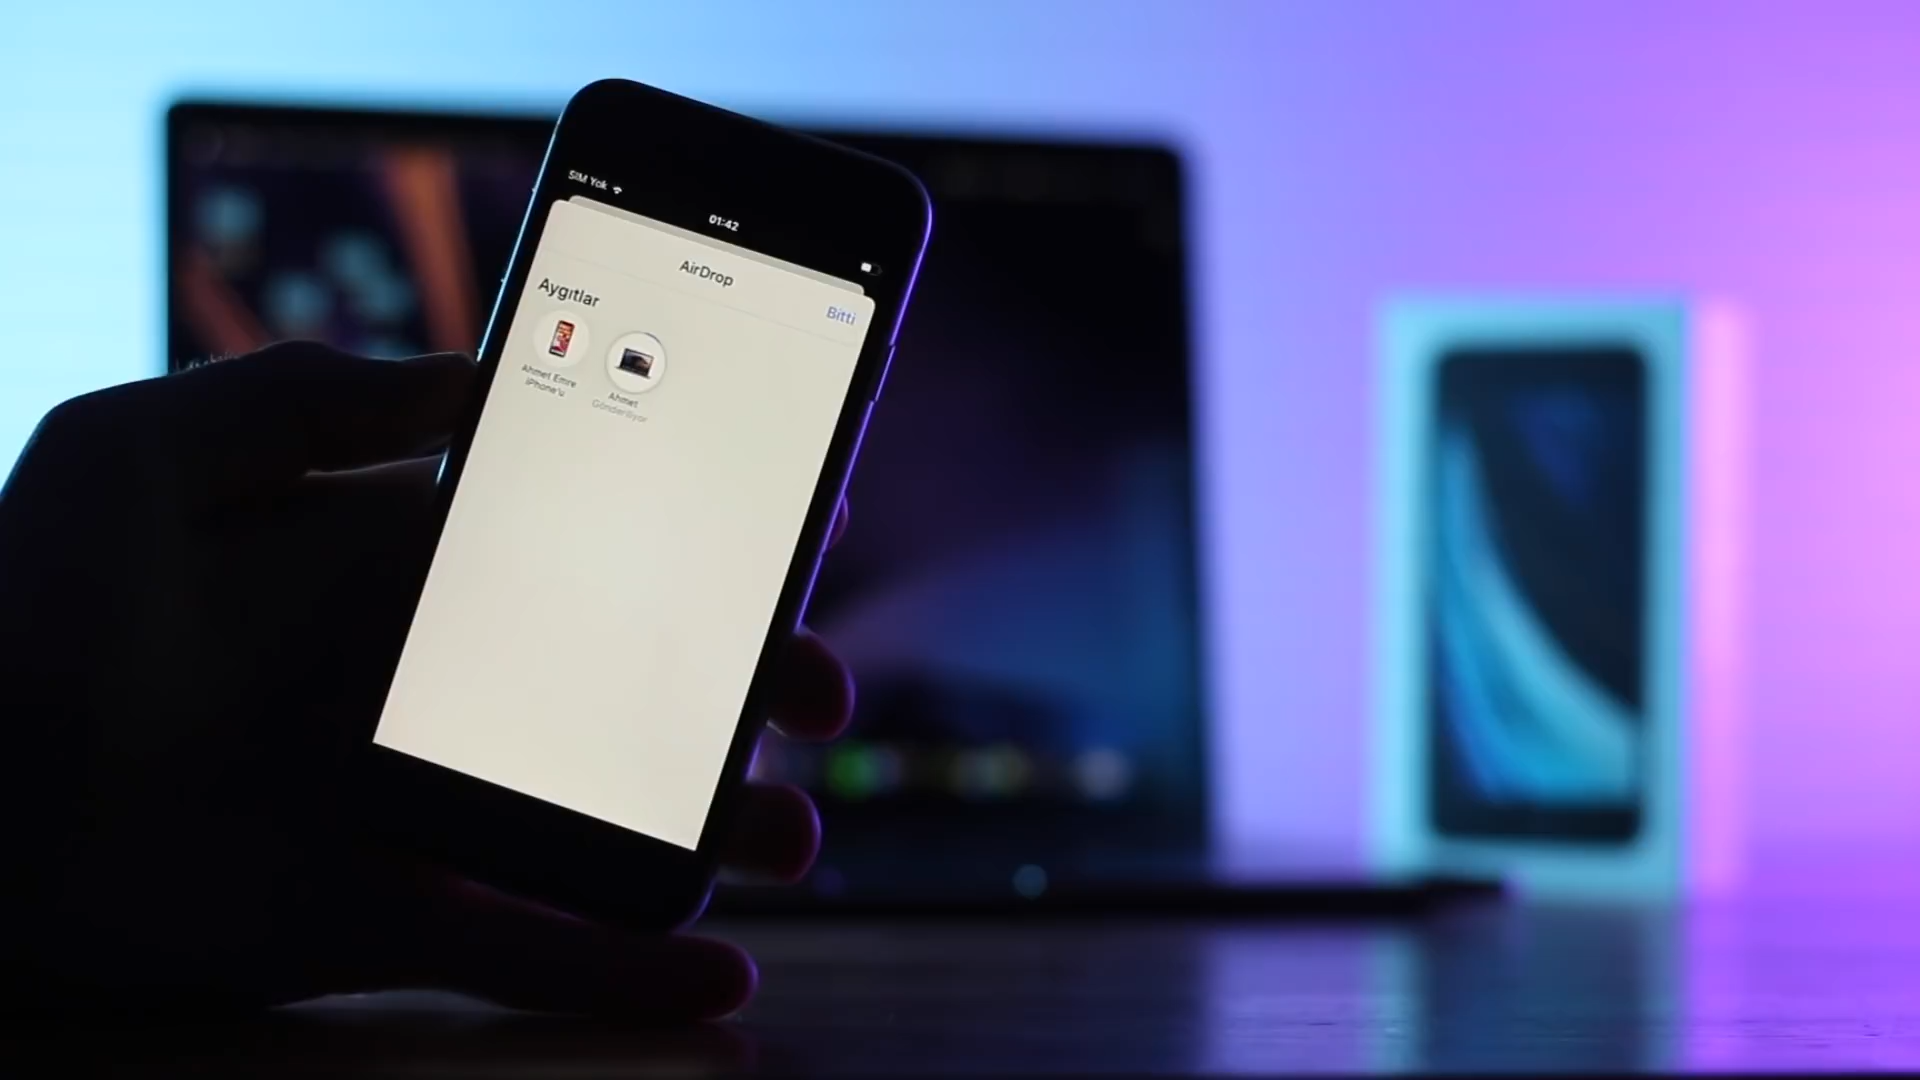 SIM Yok
01:42
AirDrop
Bitti
Aygıtlar
Ahmet Emre
iPhone'u
Ahmet
Gönderiliyor